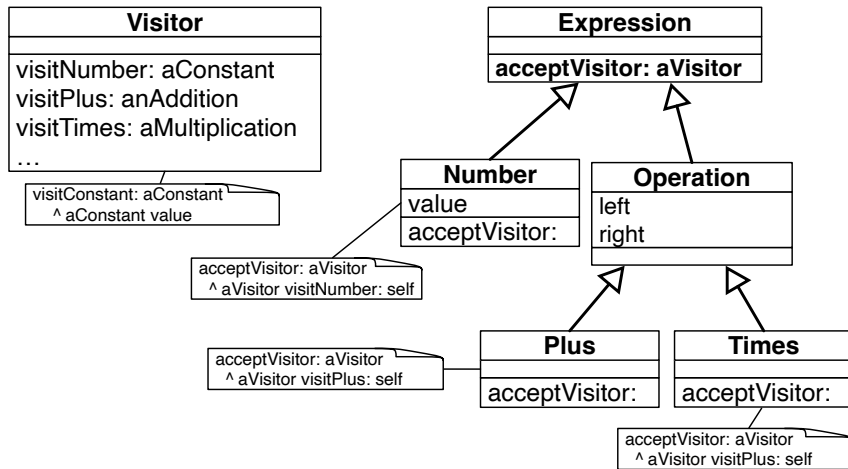 Visitor
visitNumber: aConstant
visitPlus: anAddition
visitTimes: aMultiplication
…
visitConstant: aConstant
^ aConstant value
Expression
acceptVisitor: aVisitor
Number
value
acceptVisitor:
acceptVisitor: aVisitor
^ aVisitor visitNumber: self
Operation
left
right
Plus
acceptVisitor:
acceptVisitor: aVisitor
^ aVisitor visitPlus: self
Times
acceptVisitor:
acceptVisitor: aVisitor
^ aVisitor visitPlus: self